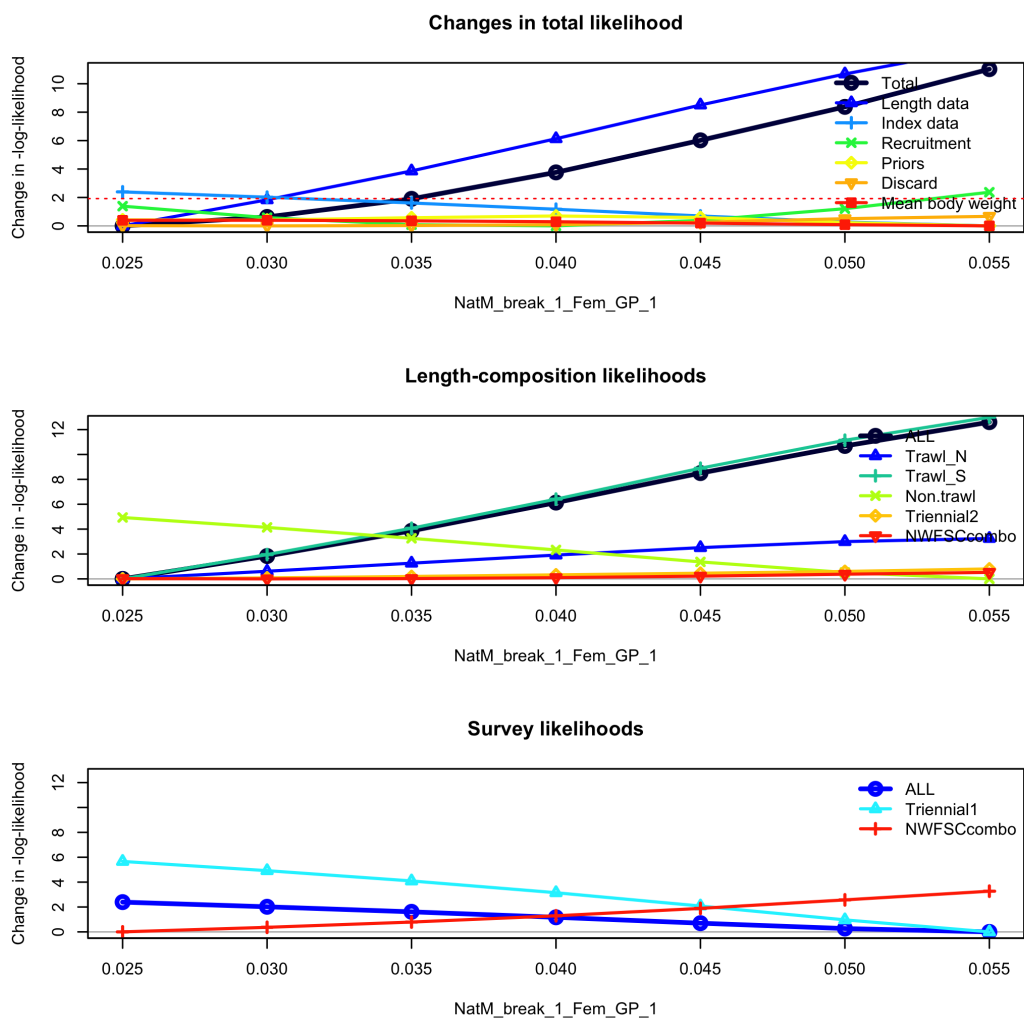 Changes in total likelihood
Change in -log-likelihood
0 2 4 6 8 10
Total
Length data
Index data
Recruitment
Priors
Discard
Mean body weight
0.025 0.030 0.035 0.040 0.045 0.050 0.055
NatM_break_1_Fem_GP_1
Length-composition likelihoods
Change in -log-likelihood
0 2 4 6 8 12
ALL
Trawl_N
Trawl_S
Non.trawl
Triennial2
NWFSCcombo
0.025 0.030 0.035 0.040 0.045 0.050 0.055
NatM_break_1_Fem_GP_1
Survey likelihoods
Change in -log-likelihood
0 2 4 6 8 12
ALL
Triennial1
NWFSCcombo
0.025 0.030 0.035 0.040 0.045 0.050 0.055
NatM_break_1_Fem_GP_1